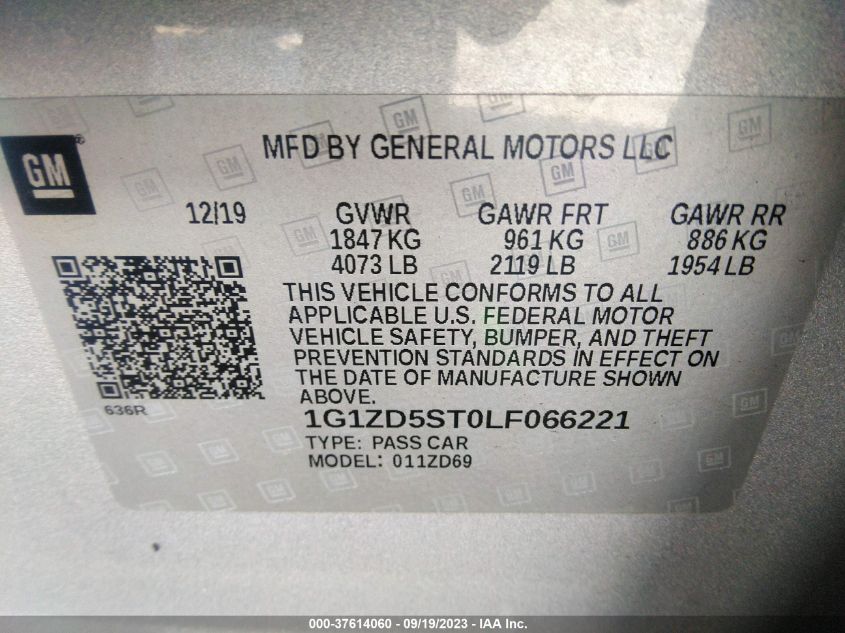 GM
MFD BY GENERAL MOTORS LLC
12/19 GVWR GAWR FRT GAWR RR
1847 KG 961 KG 886 KG
4073 LB 2119 LB 1954 LB
THIS VEHICLE CONFORMS TO ALL
APPLICABLE U.S. FEDERAL MOTOR
VEHICLE SAFETY, BUMPER, AND THEFT
PREVENTION STANDARDS IN EFFECT ON
THE DATE OF MANUFACTURE SHOWN
ABOVE.
636R
1G1ZD5ST0LF066221
TYPE: PASS CAR
MODEL: 011ZD69
000-37614060 - 09/19/2023 - IAA Inc.